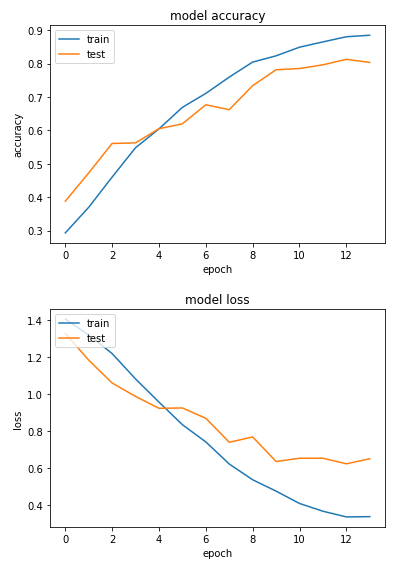 model accuracy
train
test
accuracy
0.9
0.8
0.7
0.6
0.5
0.4
0.3
0 2 4 6 8 10 12
epoch
model loss
train
test
loss
1.4
1.2
1.0
0.8
0.6
0.4
0 2 4 6 8 10 12
epoch